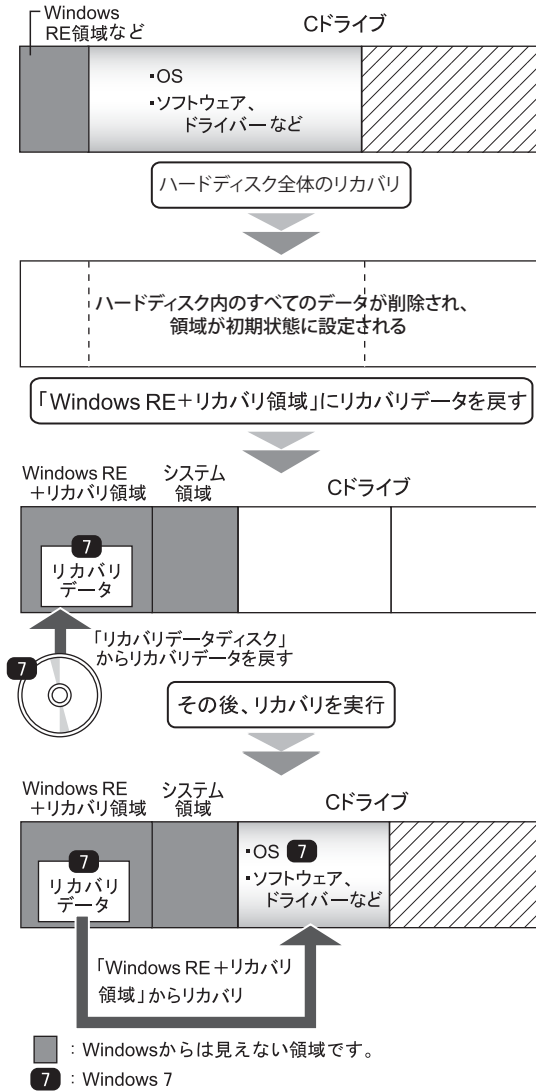 Windows
RE領域など
Cドライブ
▪OS
▪ソフトウェア、
ドライバーなど
ハードディスク全体のリカバリ
ハードディスク内のすべてのデータが削除され、
領域が初期状態に設定される
「Windows RE+リカバリ領域」にリカバリデータを戻す
Windows RE
+リカバリ領域
システム
領域
Cドライブ
7
リカバリ
データ
「リカバリデータディスク」
からリカバリデータを戻す
7
その後、リカバリを実行
Windows RE
+リカバリ領域
システム
領域
Cドライブ
7
リカバリ
データ
▪OS 7
▪ソフトウェア、
ドライバーなど
「Windows RE+リカバリ
領域」からリカバリ
:Windowsからは見えない領域です。
7 :Windows 7